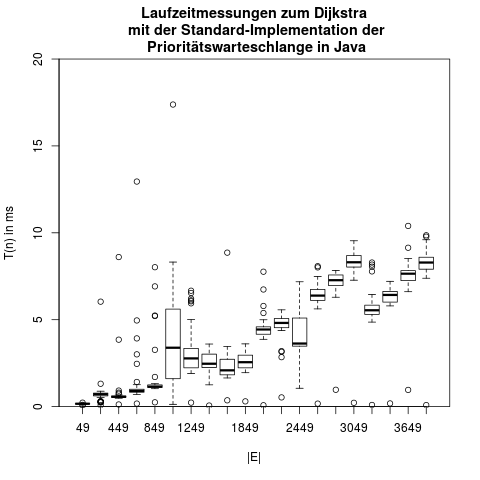 Laufzeitmessungen zum Dijkstra
mit der Standard-Implementation der
Prioritätswarteschlange in Java
T(n) in ms
20
15
10
5
0
49 449 849 1249 1849 2449 3049 3649
|E|